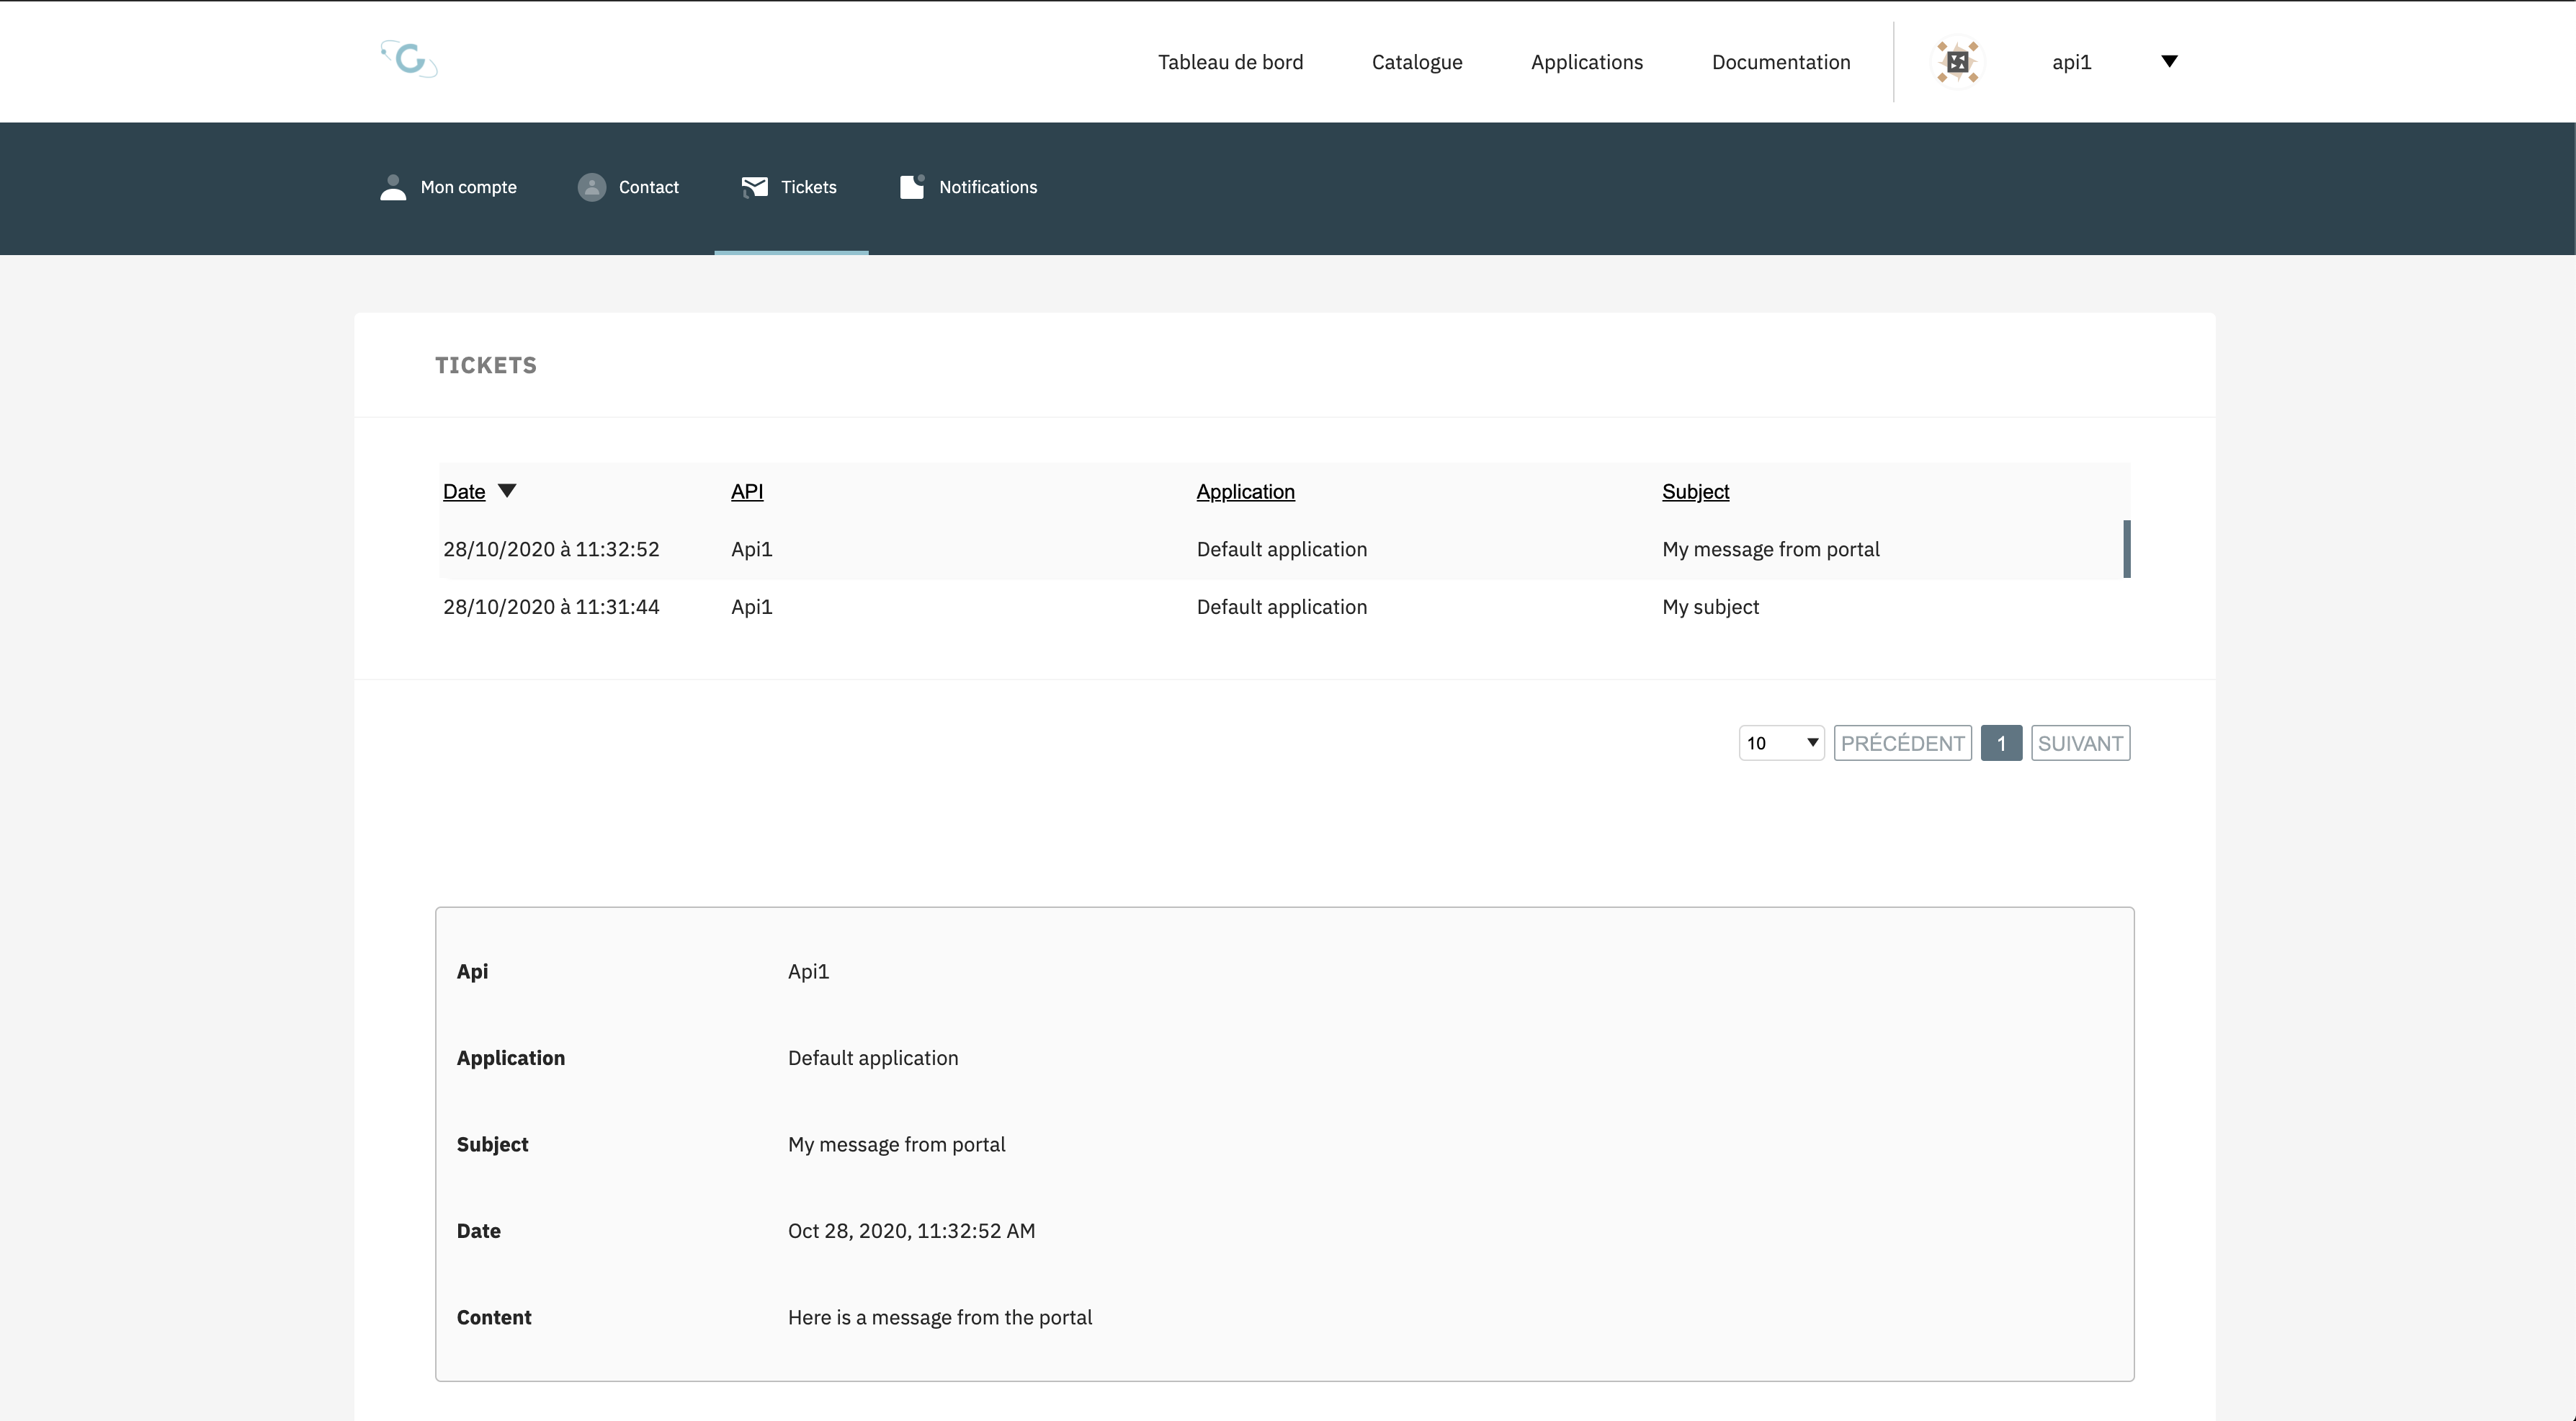 Tableau de bord Catalogue Applications Documentation api1
Mon compte Contact Tickets Notifications
TICKETS
Date API Application Subject
28/10/2020 à 11:32:52 Api1 Default application My message from portal
28/10/2020 à 11:31:44 Api1 Default application My subject
10 PRÉCÉDENT 1 SUIVANT
Api Api1
Application Default application
Subject My message from portal
Date Oct 28, 2020, 11:32:52 AM
Content Here is a message from the portal